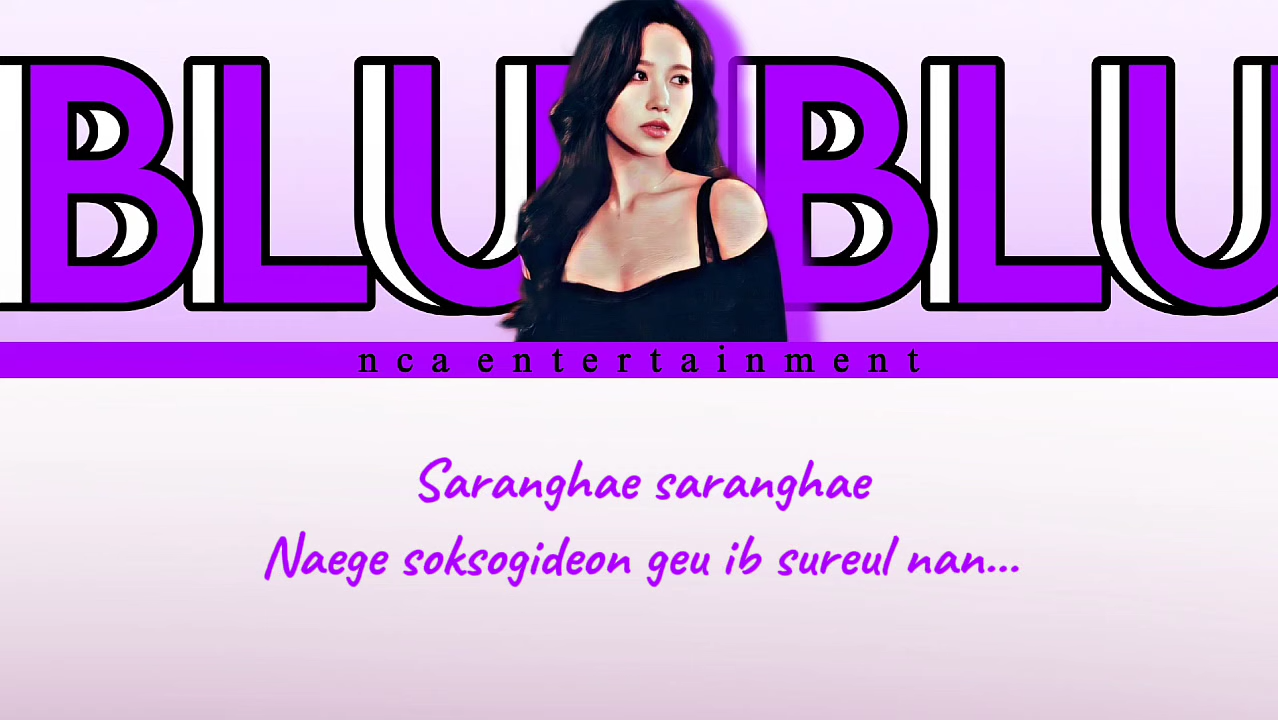 BLU BLU
nca entertainment
Saranghae saranghae
Naege soksogideon geu ib sureul nan...